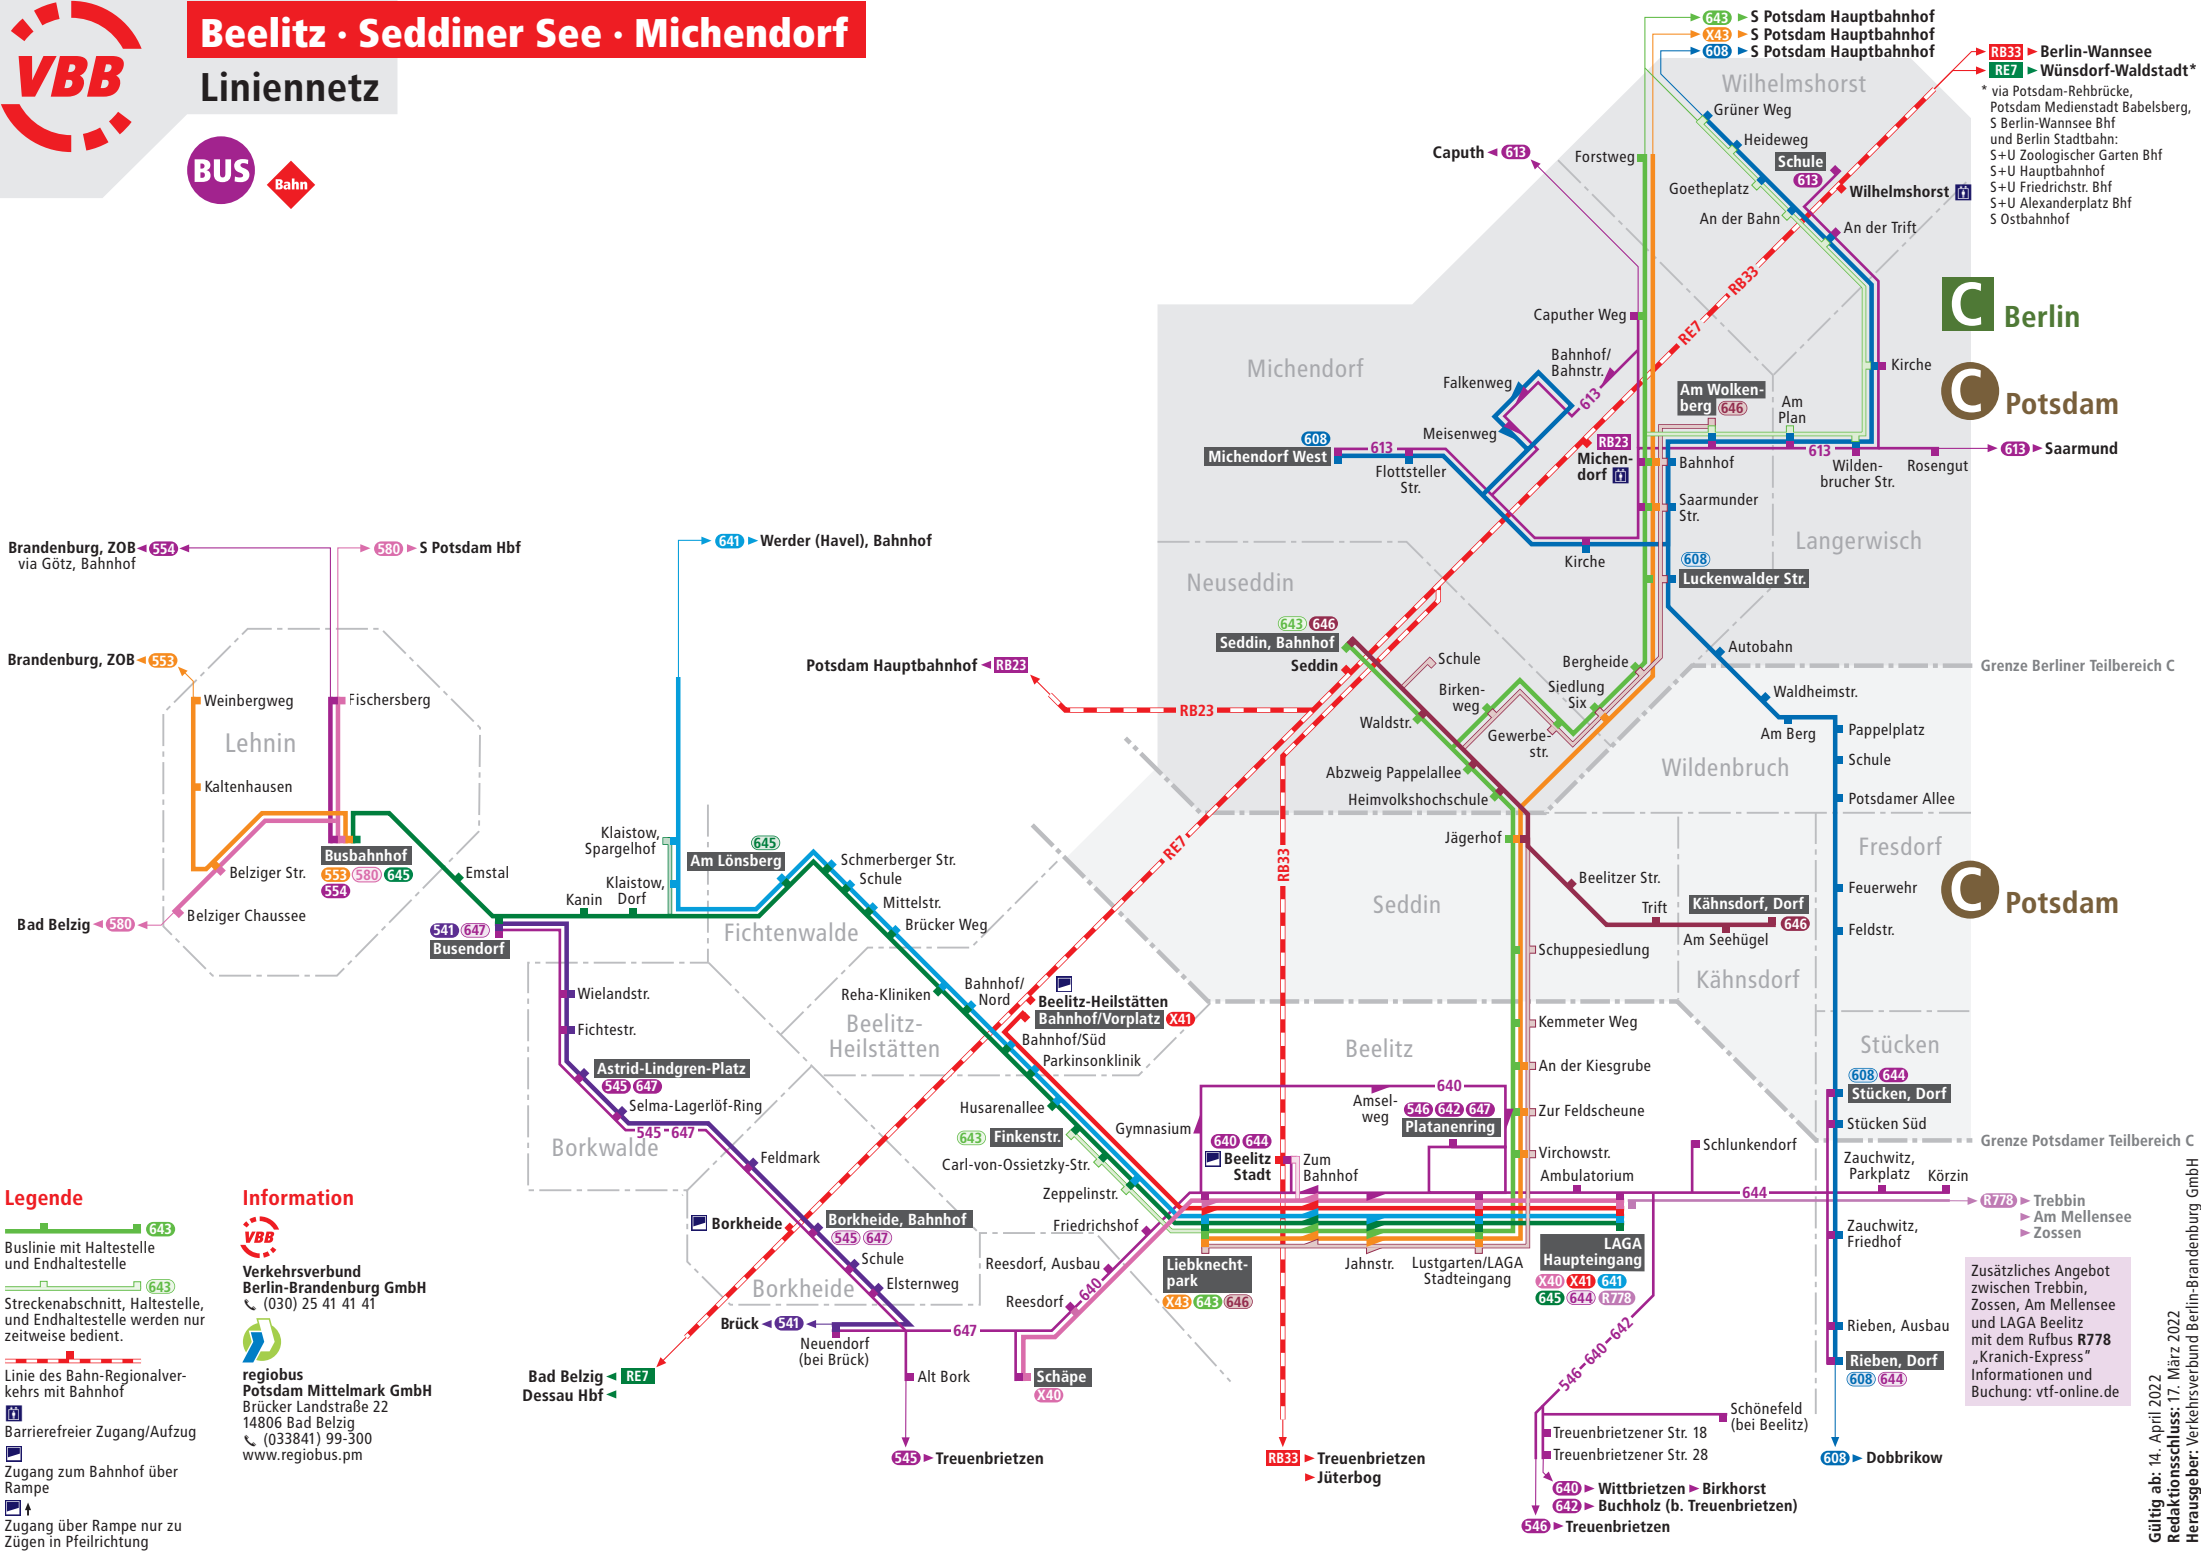 VBB
Beelitz · Seddiner See · Michendorf
Liniennetz
BUS
Bahn
643 S Potsdam Hauptbahnhof
X43 S Potsdam Hauptbahnhof
608 S Potsdam Hauptbahnhof
RB33 Berlin-Wannsee
RE7 Wünsdorf-Waldstadt*
* via Potsdam-Rehbrücke,
Potsdam Medienstadt Babelsberg,
S Berlin-Wannsee Bhf
und Berlin Stadtbahn:
S+U Zoologischer Garten Bhf
S+U Hauptbahnhof
S+U Friedrichstr. Bhf
S+U Alexanderplatz Bhf
S Ostbahnhof
Wilhelmshorst
Grüner Weg
Heideweg
Schule
613
Caputh 613
Forstweg
Goetheplatz
Wilhelmshorst
An der Bahn
An der Trift
RB33
RE7
C Berlin
C Potsdam
Caputher Weg
Michendorf
Bahnhof/
Bahnstr.
Falkenweg
613
Kirche
Am Wolken-
berg 646
Am
Plan
Meisenweg
608
Michendorf West
613
Flottsteller
Str.
RB23
Michen-
dorf
Bahnhof
613
Wilden-
brucher Str.
Rosengut
613 Saarmund
Saarmunder
Str.
Langerwisch
Kirche
608
Luckenwalder Str.
Neuseddin
643 646
Seddin, Bahnhof
Seddin
Schule
Bergheide
Autobahn
Grenze Berliner Teilbereich C
Birken-
weg
Siedlung
Six
Waldstr.
Gewerbe-
str.
Waldheimstr.
Am Berg
Pappelplatz
Abzweig Pappelallee
Wildenbruch
Schule
Heimvolkshochschule
Potsdamer Allee
Jägerhof
Fresdorf
Beelitzer Str.
Seddin
Trift
Kähnsdorf, Dorf
646
Am Seehügel
Feuerwehr
C Potsdam
Feldstr.
Schuppesiedlung
Kähnsdorf
Kemmeter Weg
Beelitz
An der Kiesgrube
Stücken
608 644
Stücken, Dorf
Stücken Süd
Grenze Potsdamer Teilbereich C
Brandenburg, ZOB 554
via Götz, Bahnhof
580 S Potsdam Hbf
641 Werder (Havel), Bahnhof
Brandenburg, ZOB 553
Weinbergweg
Fischersberg
Lehnin
Kaltenhausen
Potsdam Hauptbahnhof RB23
RB23
Busbahnhof
553 580 645
554
Belziger Str.
Emstal
Belziger Chaussee
Bad Belzig 580
Klaistow,
Spargelhof
Klaistow,
Dorf
Kanin
645
Am Lönsberg
Schmerberger Str.
Schule
Mittelstr.
Brücker Weg
RE7
RB33
541 647
Busendorf
Fichtenwalde
Wielandstr.
Fichtestr.
Reha-Kliniken
Bahnhof/
Nord
Beelitz-Heilstätten
Bahnhof/Vorplatz X41
Bahnhof/Süd
Parkinsonklinik
Beelitz-
Heilstätten
Astrid-Lindgren-Platz
545 647
Selma-Lagerlöf-Ring
545-647
Borkwalde
Husarenallee
643 Finkenstr.
Carl-von-Ossietzky-Str.
Zeppelinstr.
Feldmark
Gymnasium
640
Amsel-
weg
546 642 647
Platanenring
Zur Feldscheune
Virchowstr.
640 644
Beelitz
Stadt
Zum
Bahnhof
Ambulatorium
Schlunkendorf
Zauchwitz,
Parkplatz
Körzin
644
R778 Trebbin
Am Mellensee
Zossen
Borkheide
Borkheide, Bahnhof
545 647
Schule
Elsternweg
Borkheide
Friedrichshof
Reesdorf, Ausbau
Reesdorf
640
Liebknecht-
park
X43 643 646
Jahnstr.
Lustgarten/LAGA
Stadteingang
LAGA
Haupteingang
X40 X41 641
645 644 R778
Zauchwitz,
Friedhof
Brück 541
Neuendorf
(bei Brück)
647
Alt Bork
Schäpe
X40
Bad Belzig RE7
Dessau Hbf
545 Treuenbrietzen
RB33 Treuenbrietzen
Jüterbog
546-640-642
Schönefeld
(bei Beelitz)
Treuenbrietzener Str. 18
Treuenbrietzener Str. 28
640 Wittbrietzen Birkhorst
642 Buchholz (b. Treuenbrietzen)
546 Treuenbrietzen
Rieben, Ausbau
Rieben, Dorf
608 644
608 Dobbrikow
Zusätzliches Angebot
zwischen Trebbin,
Zossen, Am Mellensee
und LAGA Beelitz
mit dem Rufbus R778
„Kranich-Express”
Informationen und
Buchung: vtf-online.de
Legende
643
Buslinie mit Haltestelle
und Endhaltestelle
643
Streckenabschnitt, Haltestelle,
und Endhaltestelle werden nur
zeitweise bedient.
Linie des Bahn-Regionalver-
kehrs mit Bahnhof
Barrierefreier Zugang/Aufzug
Zugang zum Bahnhof über
Rampe
Zugang über Rampe nur zu
Zügen in Pfeilrichtung
Information
VBB
Verkehrsverbund
Berlin-Brandenburg GmbH
(030) 25 41 41 41
regiobus
Potsdam Mittelmark GmbH
Brücker Landstraße 22
14806 Bad Belzig
(033841) 99-300
www.regiobus.pm
Gültig ab: 14. April 2022
Redaktionsschluss: 17. März 2022
Herausgeber: Verkehrsverbund Berlin-Brandenburg GmbH